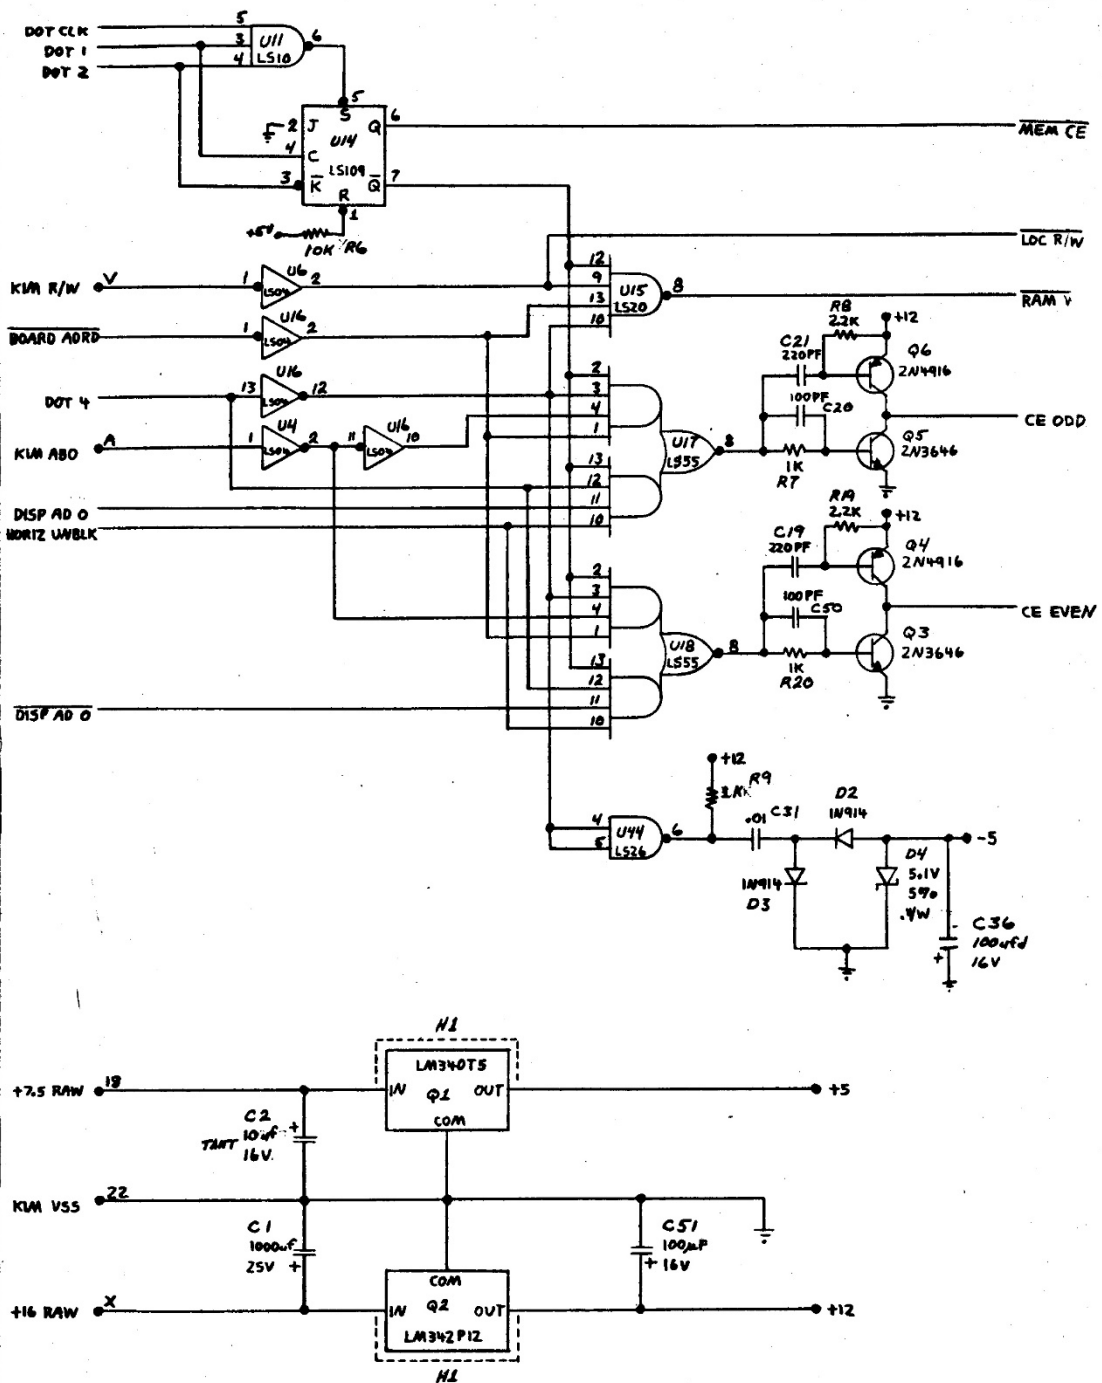 DOT CLK
5
DOT 1
3
DOT 2
4
U11
LS10
6
5
S
2
J
Q
6
U14
4
C
LS109
3
K
Q
7
R
1
+5V
10K R6
MEM CE
LOC R/W
KIM R/W
V
1
U6
LS04
2
BOARD ADRD
1
U16
LS04
2
12
9
13
10
U15
LS20
8
RAM
DOT 4
13
U16
LS04
12
KIM AB0
A
1
U4
LS04
2
11
U16
LS04
10
2
3
4
1
13
12
11
10
U17
LS55
8
DISP AD 0
HORIZ UNBLK
R8
2.2K
+12
C21
220PF
Q6
2N4916
100PF
C20
CE ODD
1K
R7
Q5
2N3646
R19
2.2K
+12
C19
220PF
Q4
2N4916
100PF
C50
CE EVEN
1K
R20
Q3
2N3646
2
3
4
1
13
12
11
10
U18
LS55
8
DISP AD 0
4
5
U44
LS26
6
+12
R9
.01
C31
D2
1N914
-5
1N914
D3
D4
5.1V
5%
C36
100ufd
16V
+
H1
LM340T5
+7.5 RAW
18
IN
Q1
OUT
COM
+5
C2
10uf
TANT
16V
+
KIM VSS
22
C1
1000uf
25V
+
C51
100µF
16V
+
COM
+16 RAW
X
IN
Q2
OUT
LM342P12
+12
H1